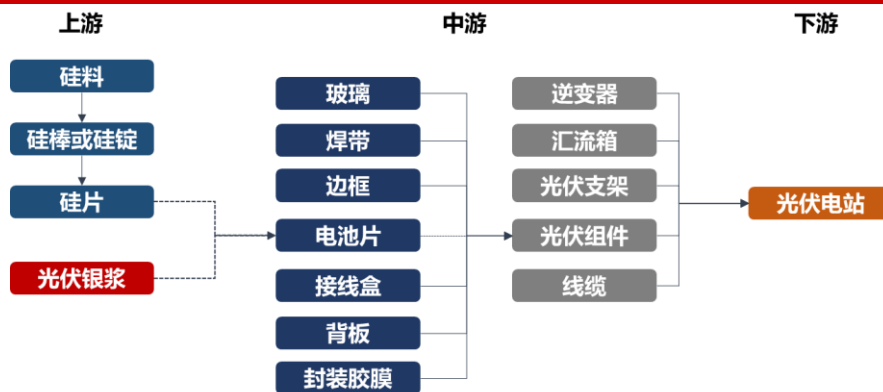 上游
中游
下游
硅料
硅棒或硅锭
硅片
光伏银浆
玻璃
焊带
边框
电池片
接线盒
背板
封装胶膜
逆变器
汇流箱
光伏支架
光伏组件
线缆
光伏电站